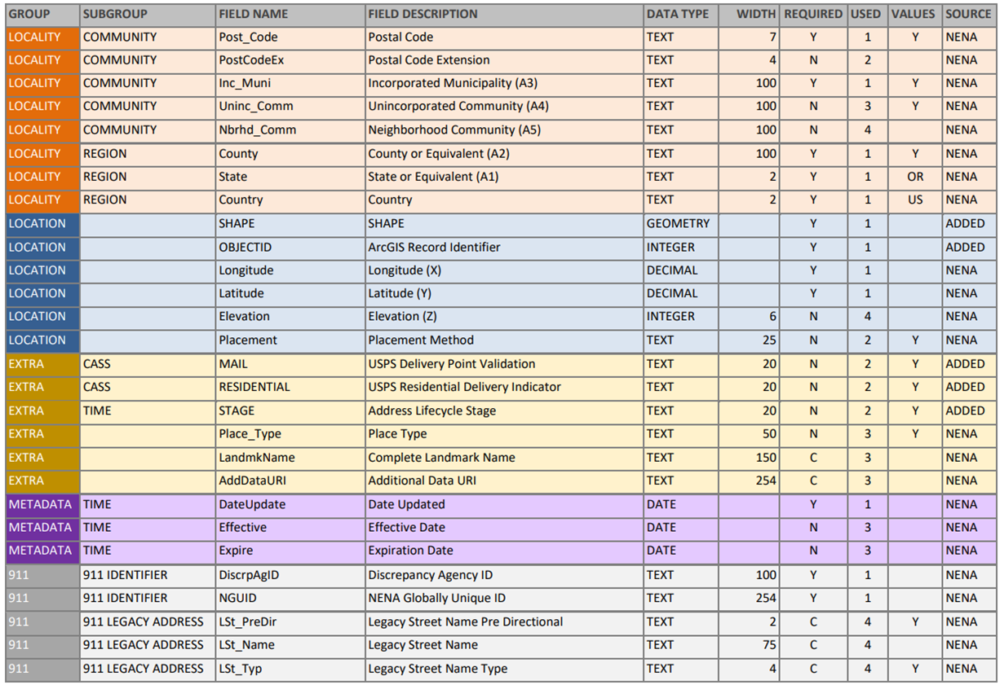 GROUP SUBGROUP FIELD NAME FIELD DESCRIPTION DATA TYPE WIDTH REQUIRED USED VALUES SOURCE
LOCALITY COMMUNITY Post_Code Postal Code TEXT 7 Y 1 Y NENA
LOCALITY COMMUNITY PostCodeEx Postal Code Extension TEXT 4 N 2 NENA
LOCALITY COMMUNITY Inc_Muni Incorporated Municipality (A3) TEXT 100 Y 1 Y NENA
LOCALITY COMMUNITY Uninc_Comm Unincorporated Community (A4) TEXT 100 N 3 Y NENA
LOCALITY COMMUNITY Nbrhd_Comm Neighborhood Community (A5) TEXT 100 N 4 NENA
LOCALITY REGION County County or Equivalent (A2) TEXT 100 Y 1 Y NENA
LOCALITY REGION State State or Equivalent (A1) TEXT 2 Y 1 OR NENA
LOCALITY REGION Country Country TEXT 2 Y 1 US NENA
LOCATION SHAPE SHAPE GEOMETRY Y 1 ADDED
LOCATION OBJECTID ArcGIS Record Identifier INTEGER Y 1 ADDED
LOCATION Longitude Longitude (X) DECIMAL Y 1 NENA
LOCATION Latitude Latitude (Y) DECIMAL Y 1 NENA
LOCATION Elevation Elevation (Z) INTEGER 6 N 4 NENA
LOCATION Placement Placement Method TEXT 25 N 2 Y NENA
EXTRA CASS MAIL USPS Delivery Point Validation TEXT 20 N 2 Y ADDED
EXTRA CASS RESIDENTIAL USPS Residential Delivery Indicator TEXT 20 N 2 Y ADDED
EXTRA TIME STAGE Address Lifecycle Stage TEXT 20 N 2 Y ADDED
EXTRA Place_Type Place Type TEXT 50 N 3 Y NENA
EXTRA LandmkName Complete Landmark Name TEXT 150 C 3 NENA
EXTRA AddDataURI Additional Data URI TEXT 254 C 3 NENA
METADATA TIME DateUpdate Date Updated DATE Y 1 NENA
METADATA TIME Effective Effective Date DATE N 3 NENA
METADATA TIME Expire Expiration Date DATE N 3 NENA
911 911 IDENTIFIER DiscrpAgID Discrepancy Agency ID TEXT 100 Y 1 NENA
911 911 IDENTIFIER NGUID NENA Globally Unique ID TEXT 254 Y 1 NENA
911 911 LEGACY ADDRESS LSt_PreDir Legacy Street Name Pre Directional TEXT 2 C 4 Y NENA
911 911 LEGACY ADDRESS LSt_Name Legacy Street Name TEXT 75 C 4 NENA
911 911 LEGACY ADDRESS LSt_Typ Legacy Street Name Type TEXT 4 C 4 Y NENA